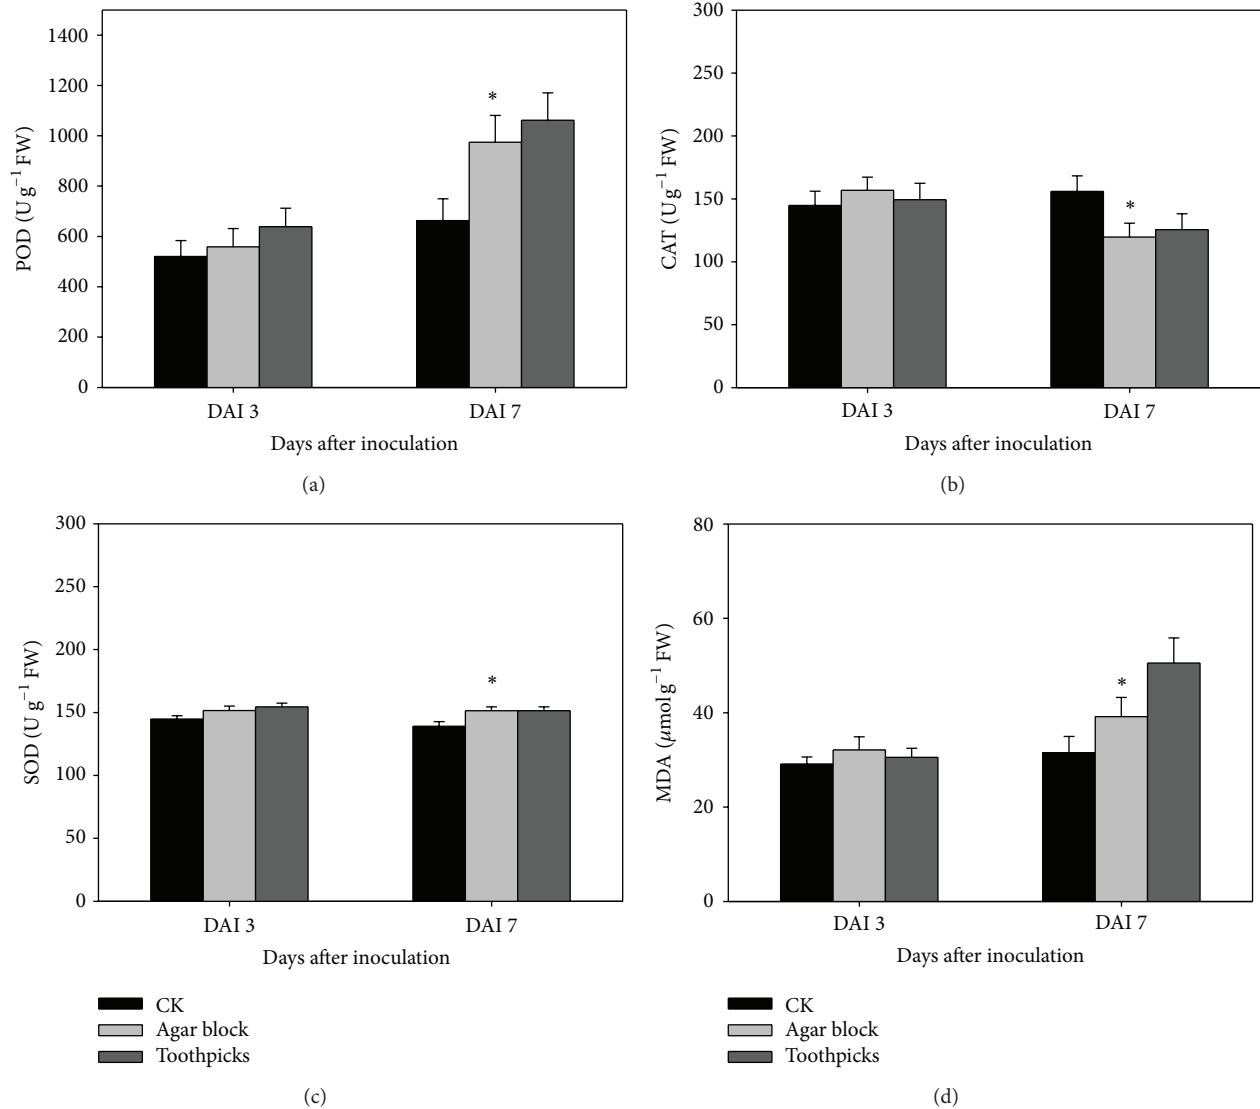 1400
1200
1000
800
600
400
200
0
POD (U g−1 FW)
*
DAI 3 DAI 7
Days after inoculation
(a)
300
250
200
150
100
50
0
CAT (U g−1 FW)
*
DAI 3 DAI 7
Days after inoculation
(b)
300
250
200
150
100
50
0
SOD (U g−1 FW)
*
DAI 3 DAI 7
Days after inoculation
CK
Agar block
Toothpicks
(c)
80
60
40
20
0
MDA (μmol g−1 FW)
*
DAI 3 DAI 7
Days after inoculation
CK
Agar block
Toothpicks
(d)